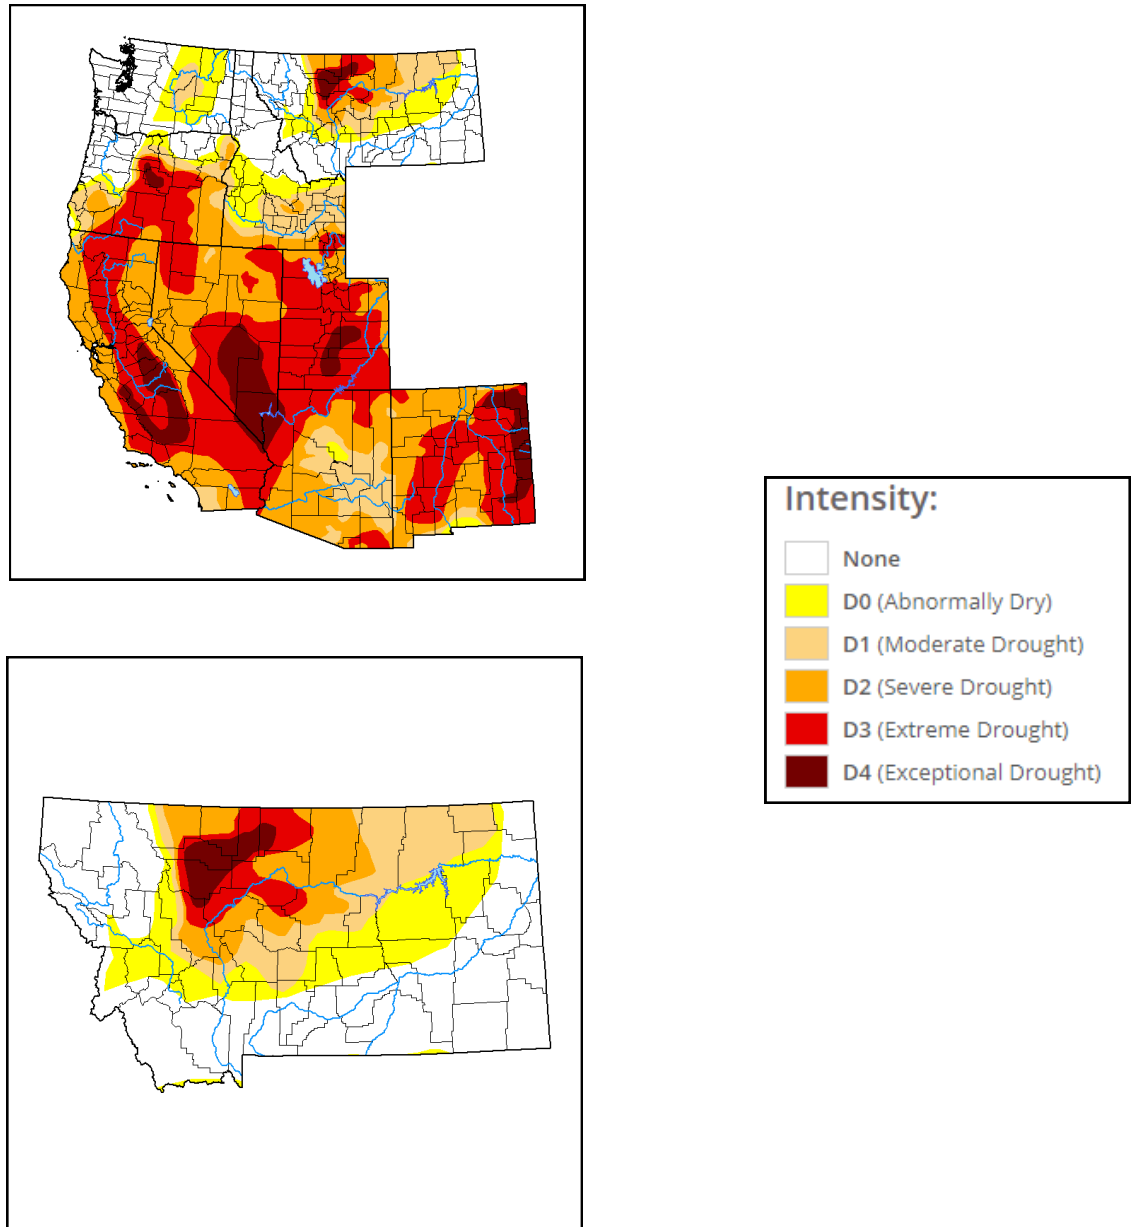 Intensity:
None
D0 (Abnormally Dry)
D1 (Moderate Drought)
D2 (Severe Drought)
D3 (Extreme Drought)
D4 (Exceptional Drought)